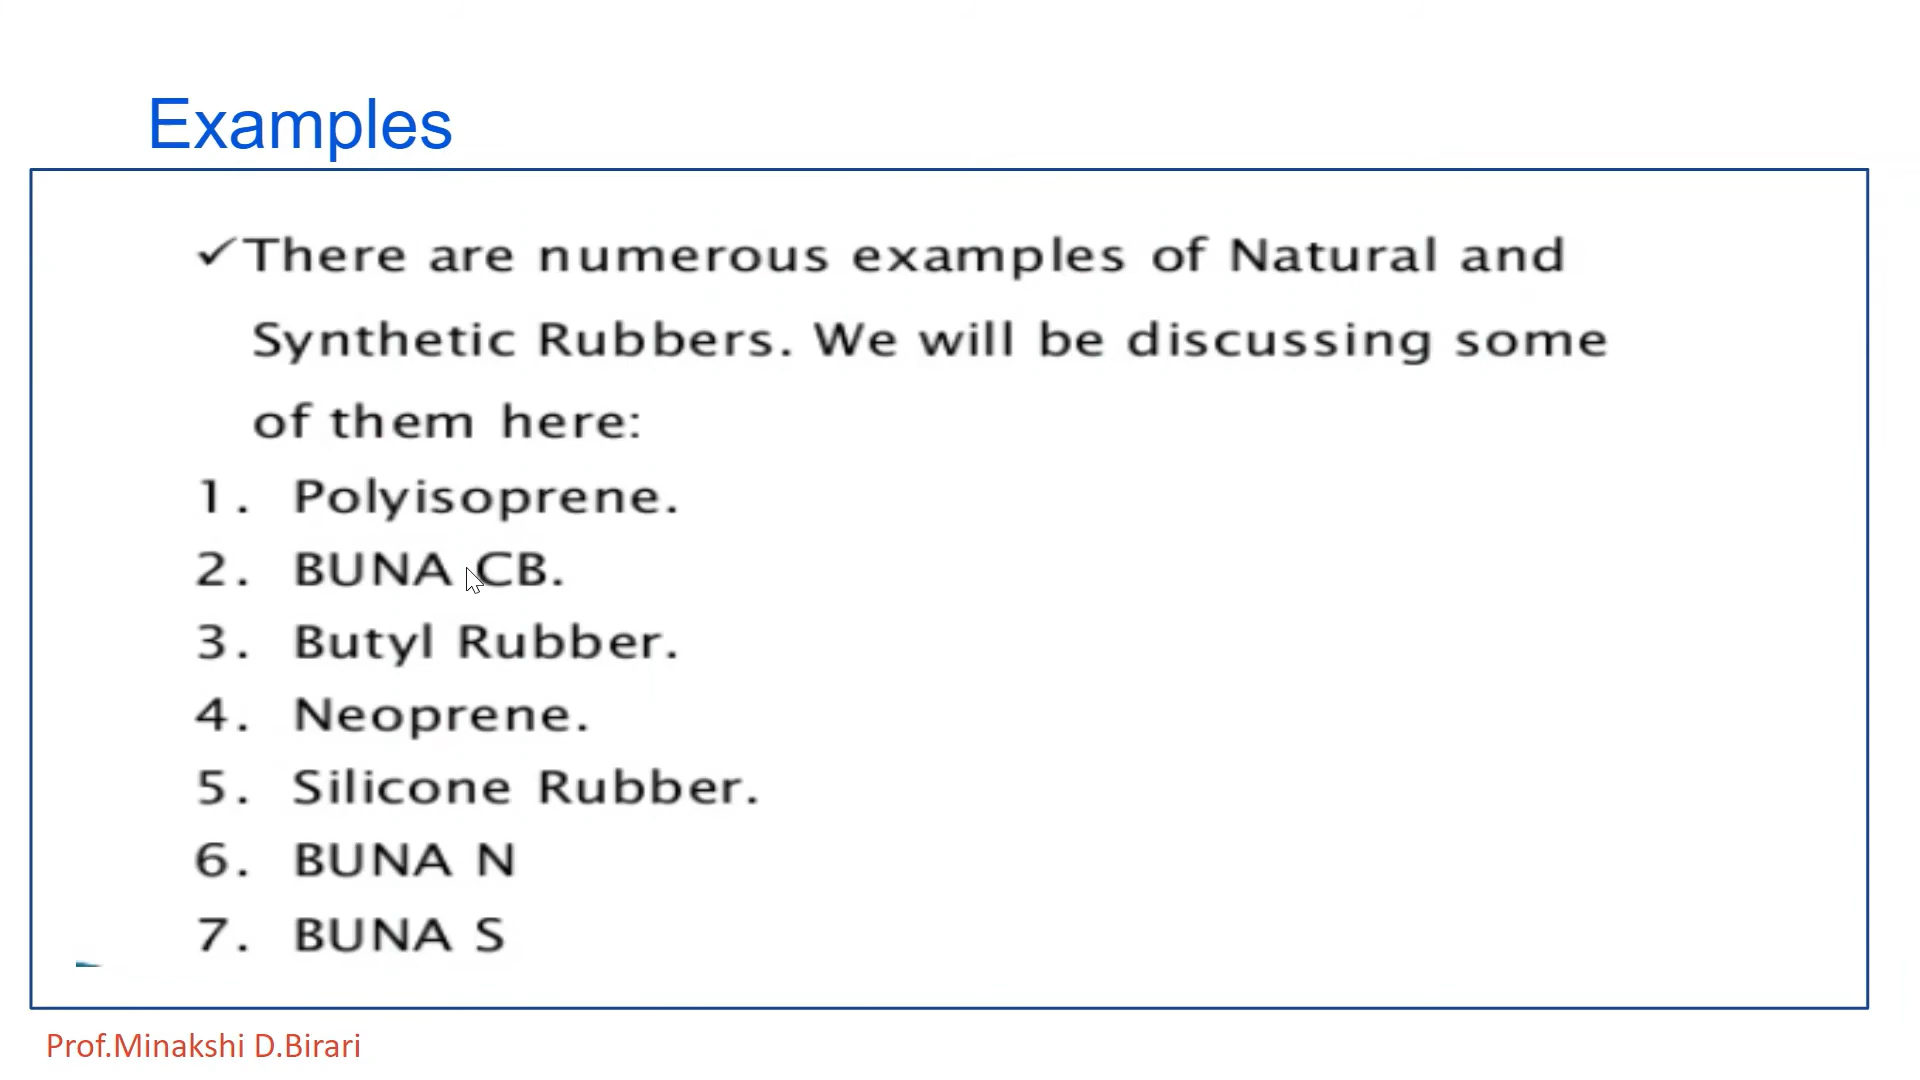 Examples
✓There are numerous examples of Natural and
Synthetic Rubbers. We will be discussing some
of them here:
1. Polyisoprene.
2. BUNA CB.
3. Butyl Rubber.
4. Neoprene.
5. Silicone Rubber.
6. BUNA N
7. BUNA S
Prof.Minakshi D.Birari